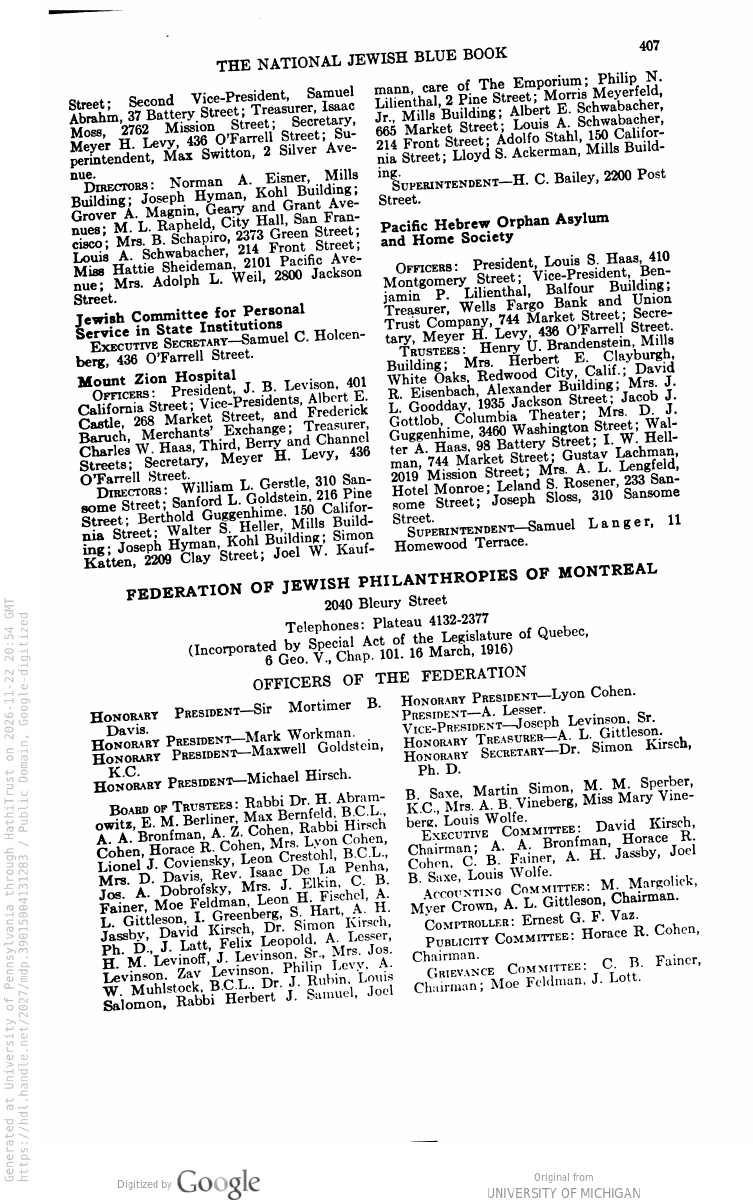 THE NATIONAL JEWISH BLUE BOOK
407
Street; Second Vice-President, Samuel
Abrahm, 37 Battery Street; Treasurer, Isaac
Moss, 2762 Mission Street; Secretary,
Meyer H. Levy, 436 O'Farrell Street; Su-
perintendent, Max Switton, 2 Silver Ave-
nue.
DIRECTORS: Norman A. Eisner, Mills
Building; Joseph Hyman, Kohl Building;
Grover A. Magnin, Geary and Grant Ave-
nues; M. L. Rapheld, City Hall, San Fran-
cisco; Mrs. B. Schapiro, 2373 Green Street;
Louis A. Schwabacher, 214 Front Street;
Miss Hattie Sheideman, 2101 Pacific Ave-
nue; Mrs. Adolph L. Weil, 2800 Jackson
Street.
Jewish Committee for Personal
Service in State Institutions
EXECUTIVE SECRETARY—Samuel C. Holcen-
berg, 436 O'Farrell Street.
Mount Zion Hospital
OFFICERS: President, J. B. Levison, 401
California Street; Vice-Presidents, Albert E.
Castle, 268 Market Street, and Frederick
Baruch, Merchants' Exchange; Treasurer,
Charles W. Haas, Third, Berry and Channel
Streets; Secretary, Meyer H. Levy, 436
O'Farrell Street.
DIRECTORS: William L. Gerstle, 310 San-
some Street; Sanford L. Goldstein, 216 Pine
Street; Berthold Guggenhime, 150 Califor-
nia Street; Walter S. Heller, Mills Build-
ing; Joseph Hyman, Kohl Building; Simon
Katten, 2209 Clay Street; Joel W. Kauf-
mann, care of The Emporium; Philip N.
Lilienthal, 2 Pine Street; Morris Meyerfeld,
Jr., Mills Building; Albert E. Schwabacher,
665 Market Street; Louis A. Schwabacher,
214 Front Street; Adolfo Stahl, 150 Califor-
nia Street; Lloyd S. Ackerman, Mills Build-
ing.
SUPERINTENDENT—H. C. Bailey, 2200 Post
Street.
Pacific Hebrew Orphan Asylum
and Home Society
OFFICERS: President, Louis S. Haas, 410
Montgomery Street; Vice-President, Ben-
jamin P. Lilienthal, Balfour Building;
Treasurer, Wells Fargo Bank and Union
Trust Company, 744 Market Street; Secre-
tary, Meyer H. Levy, 436 O'Farrell Street.
TRUSTEES: Henry U. Brandenstein, Mills
Building; Mrs. Herbert E. Clayburgh,
White Oaks, Redwood City, Calif.; David
R. Eisenbach, Alexander Building; Mrs. J.
L. Goodday, 1935 Jackson Street; Jacob J.
Gottlob, Columbia Theater; Mrs. D. J.
Guggenhime, 3460 Washington Street; Wal-
ter A. Haas, 98 Battery Street; I. W. Hell-
man, 744 Market Street; Gustav Lachman,
2019 Mission Street; Mrs. A. L. Lengfeld,
Hotel Monroe; Leland S. Rosener, 233 San-
some Street; Joseph Sloss, 310 Sansome
Street.
SUPERINTENDENT—Samuel Langer, 11
Homewood Terrace.
FEDERATION OF JEWISH PHILANTHROPIES OF MONTREAL
2040 Bleury Street
Telephones: Plateau 4132-2377
(Incorporated by Special Act of the Legislature of Quebec,
6 Geo. V., Chap. 101. 16 March, 1916)
OFFICERS OF THE FEDERATION
HONORARY PRESIDENT—Sir Mortimer B.
Davis.
HONORARY PRESIDENT—Mark Workman.
HONORARY PRESIDENT—Maxwell Goldstein,
K.C.
HONORARY PRESIDENT—Michael Hirsch.
HONORARY PRESIDENT—Lyon Cohen.
PRESIDENT—A. Lesser.
VICE-PRESIDENT—Joseph Levinson, Sr.
HONORARY TREASURER—A. L. Gittleson.
HONORARY SECRETARY—Dr. Simon Kirsch,
Ph. D.
BOARD OF TRUSTEES: Rabbi Dr. H. Abram-
owitz, E. M. Berliner, Max Bernfeld, B.C.L.,
A. A. Bronfman, A. Z. Cohen, Rabbi Hirsch
Cohen, Horace R. Cohen, Mrs. Lyon Cohen,
Lionel J. Coviensky, Leon Crestohl, B.C.L.,
Mrs. D. Davis, Rev. Isaac De La Penha,
Jos. A. Dobrofsky, Mrs. J. Elkin, C. B.
Fainer, Moe Feldman, Leon H. Fischel, A.
L. Gittleson, I. Greenberg, S. Hart, A. H.
Jassby, David Kirsch, Dr. Simon Kirsch,
Ph. D., J. Latt, Felix Leopold, A. Lesser,
H. M. Levinoff, J. Levinson, Sr., Mrs. Jos.
Levinson, Zav Levinson, Philip Levy, A.
W. Muhlstock, B.C.L., Dr. J. Rubin, Louis
Salomon, Rabbi Herbert J. Samuel, Joel
B. Saxe, Martin Simon, M. M. Sperber,
K.C., Mrs. A. B. Vineberg, Miss Mary Vine-
berg, Louis Wolfe.
EXECUTIVE COMMITTEE: David Kirsch,
Chairman; A. A. Bronfman, Horace R.
Cohen, C. B. Fainer, A. H. Jassby, Joel
B. Saxe, Louis Wolfe.
ACCOUNTING COMMITTEE: M. Margolick,
Myer Crown, A. L. Gittleson, Chairman.
COMPTROLLER: Ernest G. F. Vaz.
PUBLICITY COMMITTEE: Horace R. Cohen,
Chairman.
GRIEVANCE COMMITTEE: C. B. Fainer,
Chairman; Moe Feldman, J. Lott.
Generated at University of Pennsylvania through HathiTrust on 2026-11-22 20:54 GMT
https://hdl.handle.net/2027/mdp.39015004131283 / Public Domain, Google-digitized
Digitized by Google
Original from
UNIVERSITY OF MICHIGAN